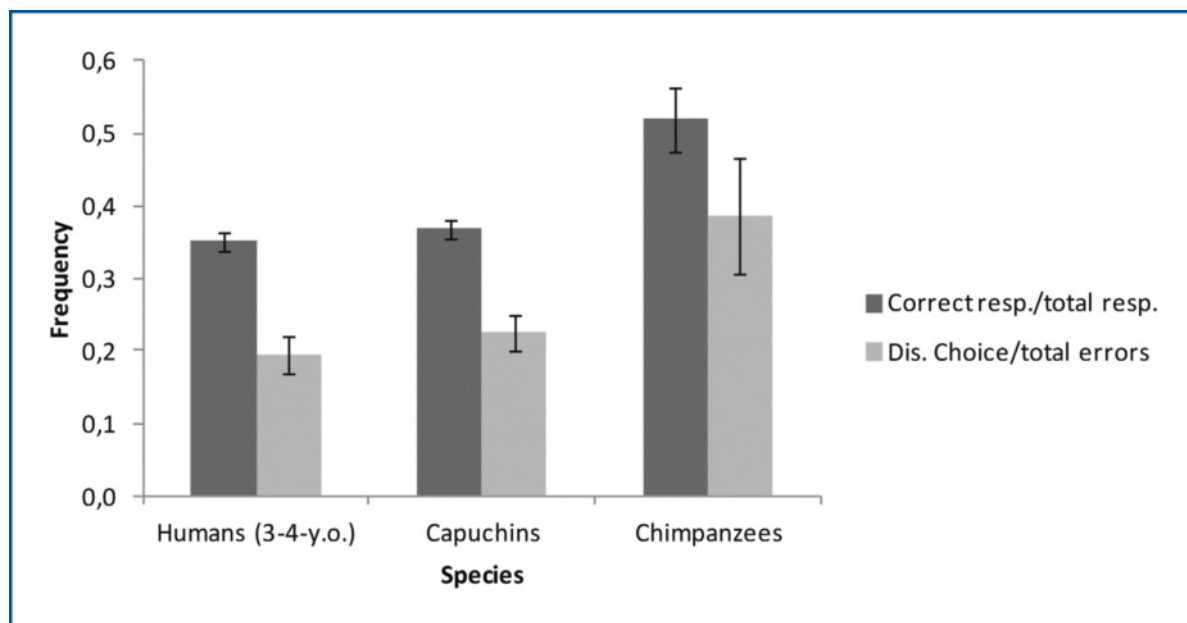 0,6
0,5
0,4
0,3
0,2
0,1
0,0
Frequency
Humans (3-4-y.o.)
Capuchins
Chimpanzees
Species
Correct resp./total resp.
Dis. Choice/total errors